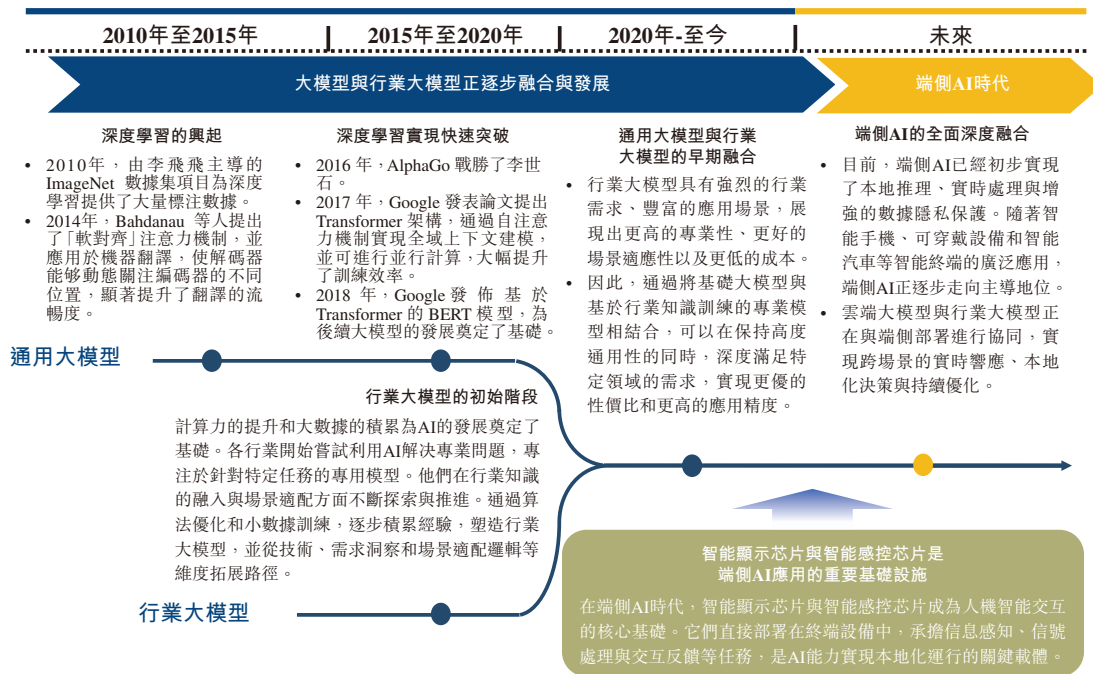 2010年至2015年
2015年至2020年
2020年-至今
未來
大模型與行業大模型正逐步融合與發展
端側AI時代
深度學習的興起
• 2010年，由李飛飛主導的
ImageNet 數據集項目為深度
學習提供了大量標注數據。
• 2014年，Bahdanau 等人提出
了「軟對齊」注意力機制，並
應用於機器翻譯，使解碼器
能够動態關注編碼器的不同
位置，顯著提升了翻譯的流
暢度。
深度學習實現快速突破
• 2016 年，AlphaGo 戰勝了李世
石。
• 2017 年，Google 發表論文提出
Transformer 架構，通過自注意
力機制實現全域上下文建模，
並可進行並行計算，大幅提升
了訓練效率。
• 2018 年，Google 發佈基於
Transformer 的 BERT 模型，為
後續大模型的發展奠定了基礎。
通用大模型與行業
大模型的早期融合
• 行業大模型具有強烈的行業
需求、豐富的應用場景，展
現出更高的專業性、更好的
場景適應性以及更低的成本。
• 因此，通過將基礎大模型與
基於行業知識訓練的專業模
型相結合，可以在保持高度
通用性的同時，深度滿足特
定領域的需求，實現更優的
性價比和更高的應用精度。
端側AI的全面深度融合
• 目前，端側AI已經初步實現
了本地推理、實時處理與增
強的數據隱私保護。隨著智
能手機、可穿戴設備和智能
汽車等智能終端的廣泛應用，
端側AI正逐步走向主導地位。
• 雲端大模型與行業大模型正
在與端側部署進行協同，實
現跨場景的實時響應、本地
化決策與持續優化。
通用大模型
行業大模型的初始階段
計算力的提升和大數據的積累為AI的發展奠定了
基礎。各行業開始嘗試利用AI解決專業問題，專
注於針對特定任務的專用模型。他們在行業知識
的融入與場景適配方面不斷探索與推進。通過算
法優化和小數據訓練，逐步積累經驗，塑造行業
大模型，並從技術、需求洞察和場景適配邏輯等
維度拓展路徑。
行業大模型
智能顯示芯片與智能感控芯片是
端側AI應用的重要基礎設施
在端側AI時代，智能顯示芯片與智能感控芯片成為人機智能交互
的核心基礎。它們直接部署在終端設備中，承擔信息感知、信號
處理與交互反饋等任務，是AI能力實現本地化運行的關鍵載體。